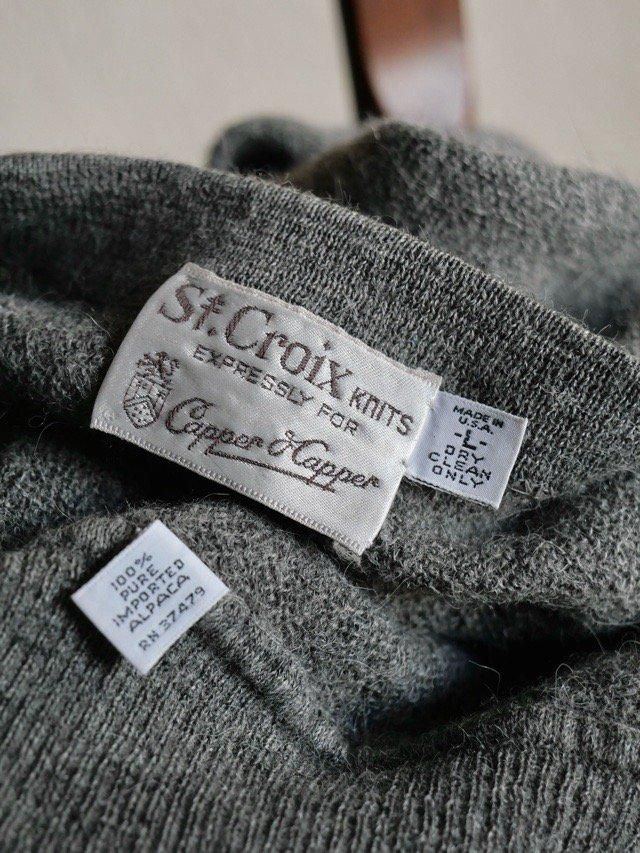 St. Croix KNITS
EXPRESSLY FOR
Capper & Capper
MADE IN
U.S.A.
-L-
DRY
CLEAN
ONLY
100%
PURE
IMPORTED
ALPACA
RN 37479